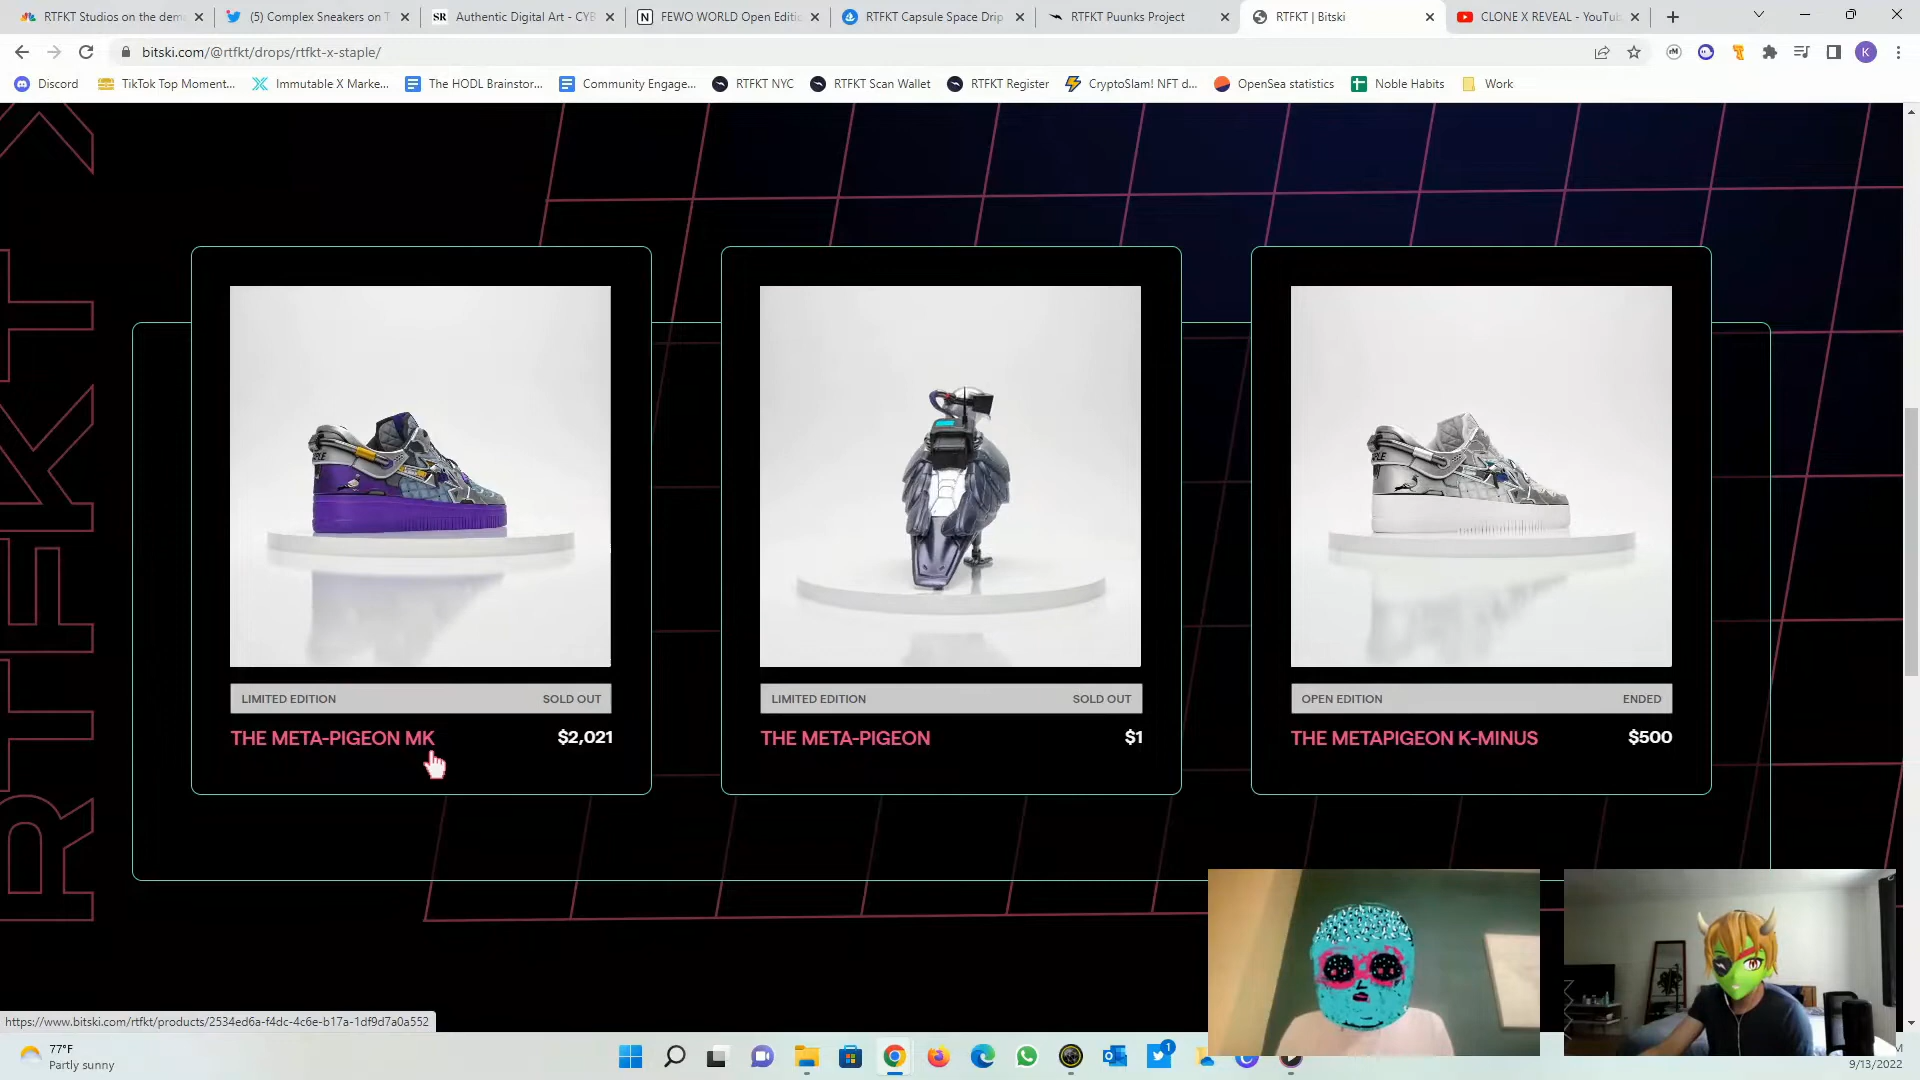 RTFKT Studios on the dem
(5) Complex Sneakers on T
SR Authentic Digital Art - CYB
FEWO WORLD Open Editic
RTFKT Capsule Space Drip
RTFKT Puunks Project
RTFKT | Bitski
CLONE X REVEAL - YouTub
bitski.com/@rtfkt/drops/rtfkt-x-staple/
K
Discord
TikTok Top Moment...
Immutable X Marke...
The HODL Brainstor...
Community Engage...
RTFKT NYC
RTFKT Scan Wallet
RTFKT Register
CryptoSlam! NFT d...
OpenSea statistics
Noble Habits
Work
RTFKT X
LIMITED EDITION SOLD OUT
THE META-PIGEON MK $2,021
LIMITED EDITION SOLD OUT
THE META-PIGEON $1
OPEN EDITION ENDED
THE METAPIGEON K-MINUS $500
https://www.bitski.com/rtfkt/products/2534ed6a-f4dc-4c6e-b17a-1df9d7a0a552
77°F
Partly sunny
1
9/13/2022